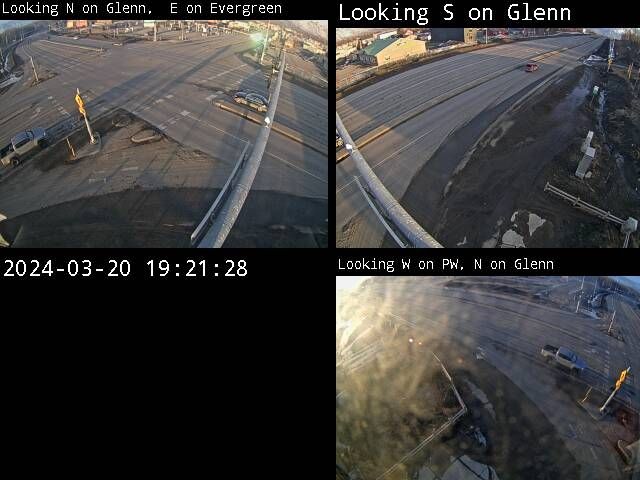 Looking N on Glenn, E on Evergreen
Looking S on Glenn
2024-03-20 19:21:28
Looking W on PW, N on Glenn